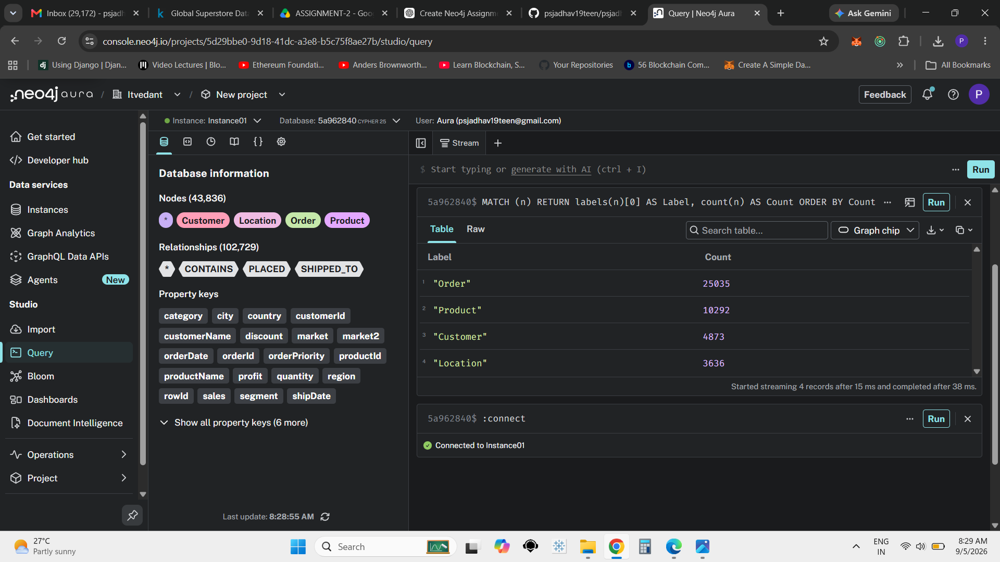 Inbox (29,172) - psjadh
Global Superstore Data
ASSIGNMENT-2 - Goo
Create Neo4j Assignme
psjadhav19teen/psjadh
Query | Neo4j Aura
Ask Gemini
console.neo4j.io/projects/5d29bbe0-9d18-41dc-a3e8-b5c75f8ae27b/studio/query
P
Using Django | Djan...
Video Lectures | Blo...
Ethereum Foundati...
Anders Brownworth...
Learn Blockchain, S...
Your Repositories
56 Blockchain Com...
Create A Simple Da...
All Bookmarks
neo4j aura / Itvedant / New project
Feedback
P
Get started
Developer hub
Data services
Instances
Graph Analytics
GraphQL Data APIs
Agents New
Studio
Import
Query
Bloom
Dashboards
Document Intelligence
Operations
Project
Instance: Instance01
Database: 5a962840 CYPHER 25
User: Aura (psjadhav19teen@gmail.com)
Database information
Nodes (43,836)
* Customer Location Order Product
Relationships (102,729)
* CONTAINS PLACED SHIPPED_TO
Property keys
category city country customerId
customerName discount market market2
orderDate orderId orderPriority productId
productName profit quantity region
rowId sales segment shipDate
Show all property keys (6 more)
Last update: 8:28:55 AM
Stream
$ Start typing or generate with AI (ctrl + I)
Run
5a962840$ MATCH (n) RETURN labels(n)[0] AS Label, count(n) AS Count ORDER BY Count ...
Run
Table Raw
Search table...
Graph chip
Label Count
1 "Order" 25035
2 "Product" 10292
3 "Customer" 4873
4 "Location" 3636
Started streaming 4 records after 15 ms and completed after 38 ms.
5a962840$ :connect
Run
Connected to Instance01
27°C
Partly sunny
Search
ENG
IN
8:29 AM
9/5/2026